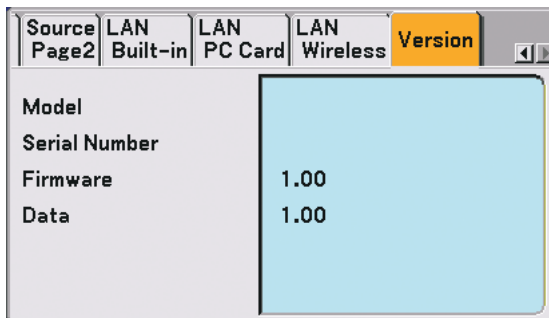 Source Page2
LAN Built-in
LAN PC Card
LAN Wireless
Version
Model
Serial Number
Firmware 1.00
Data 1.00